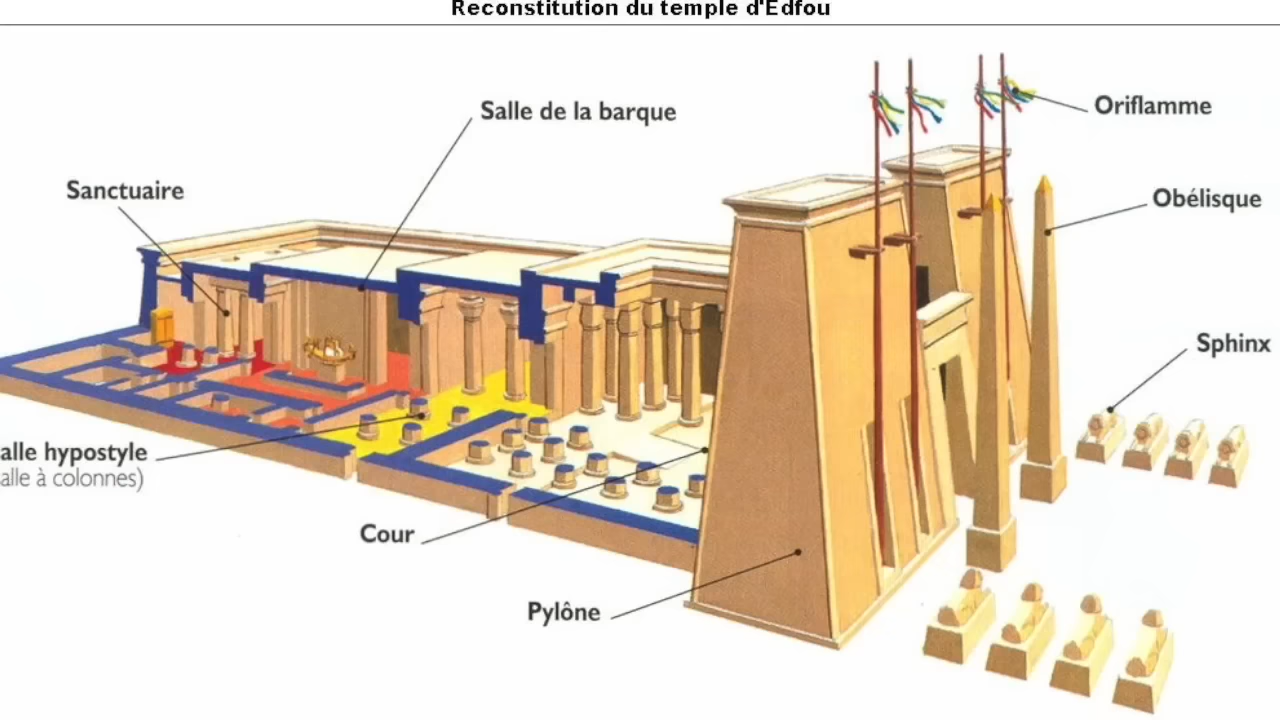 Reconstitution du temple d'Edfou
Salle de la barque
Oriflamme
Sanctuaire
Obélisque
Sphinx
alle hypostyle
alle à colonnes)
Cour
Pylône